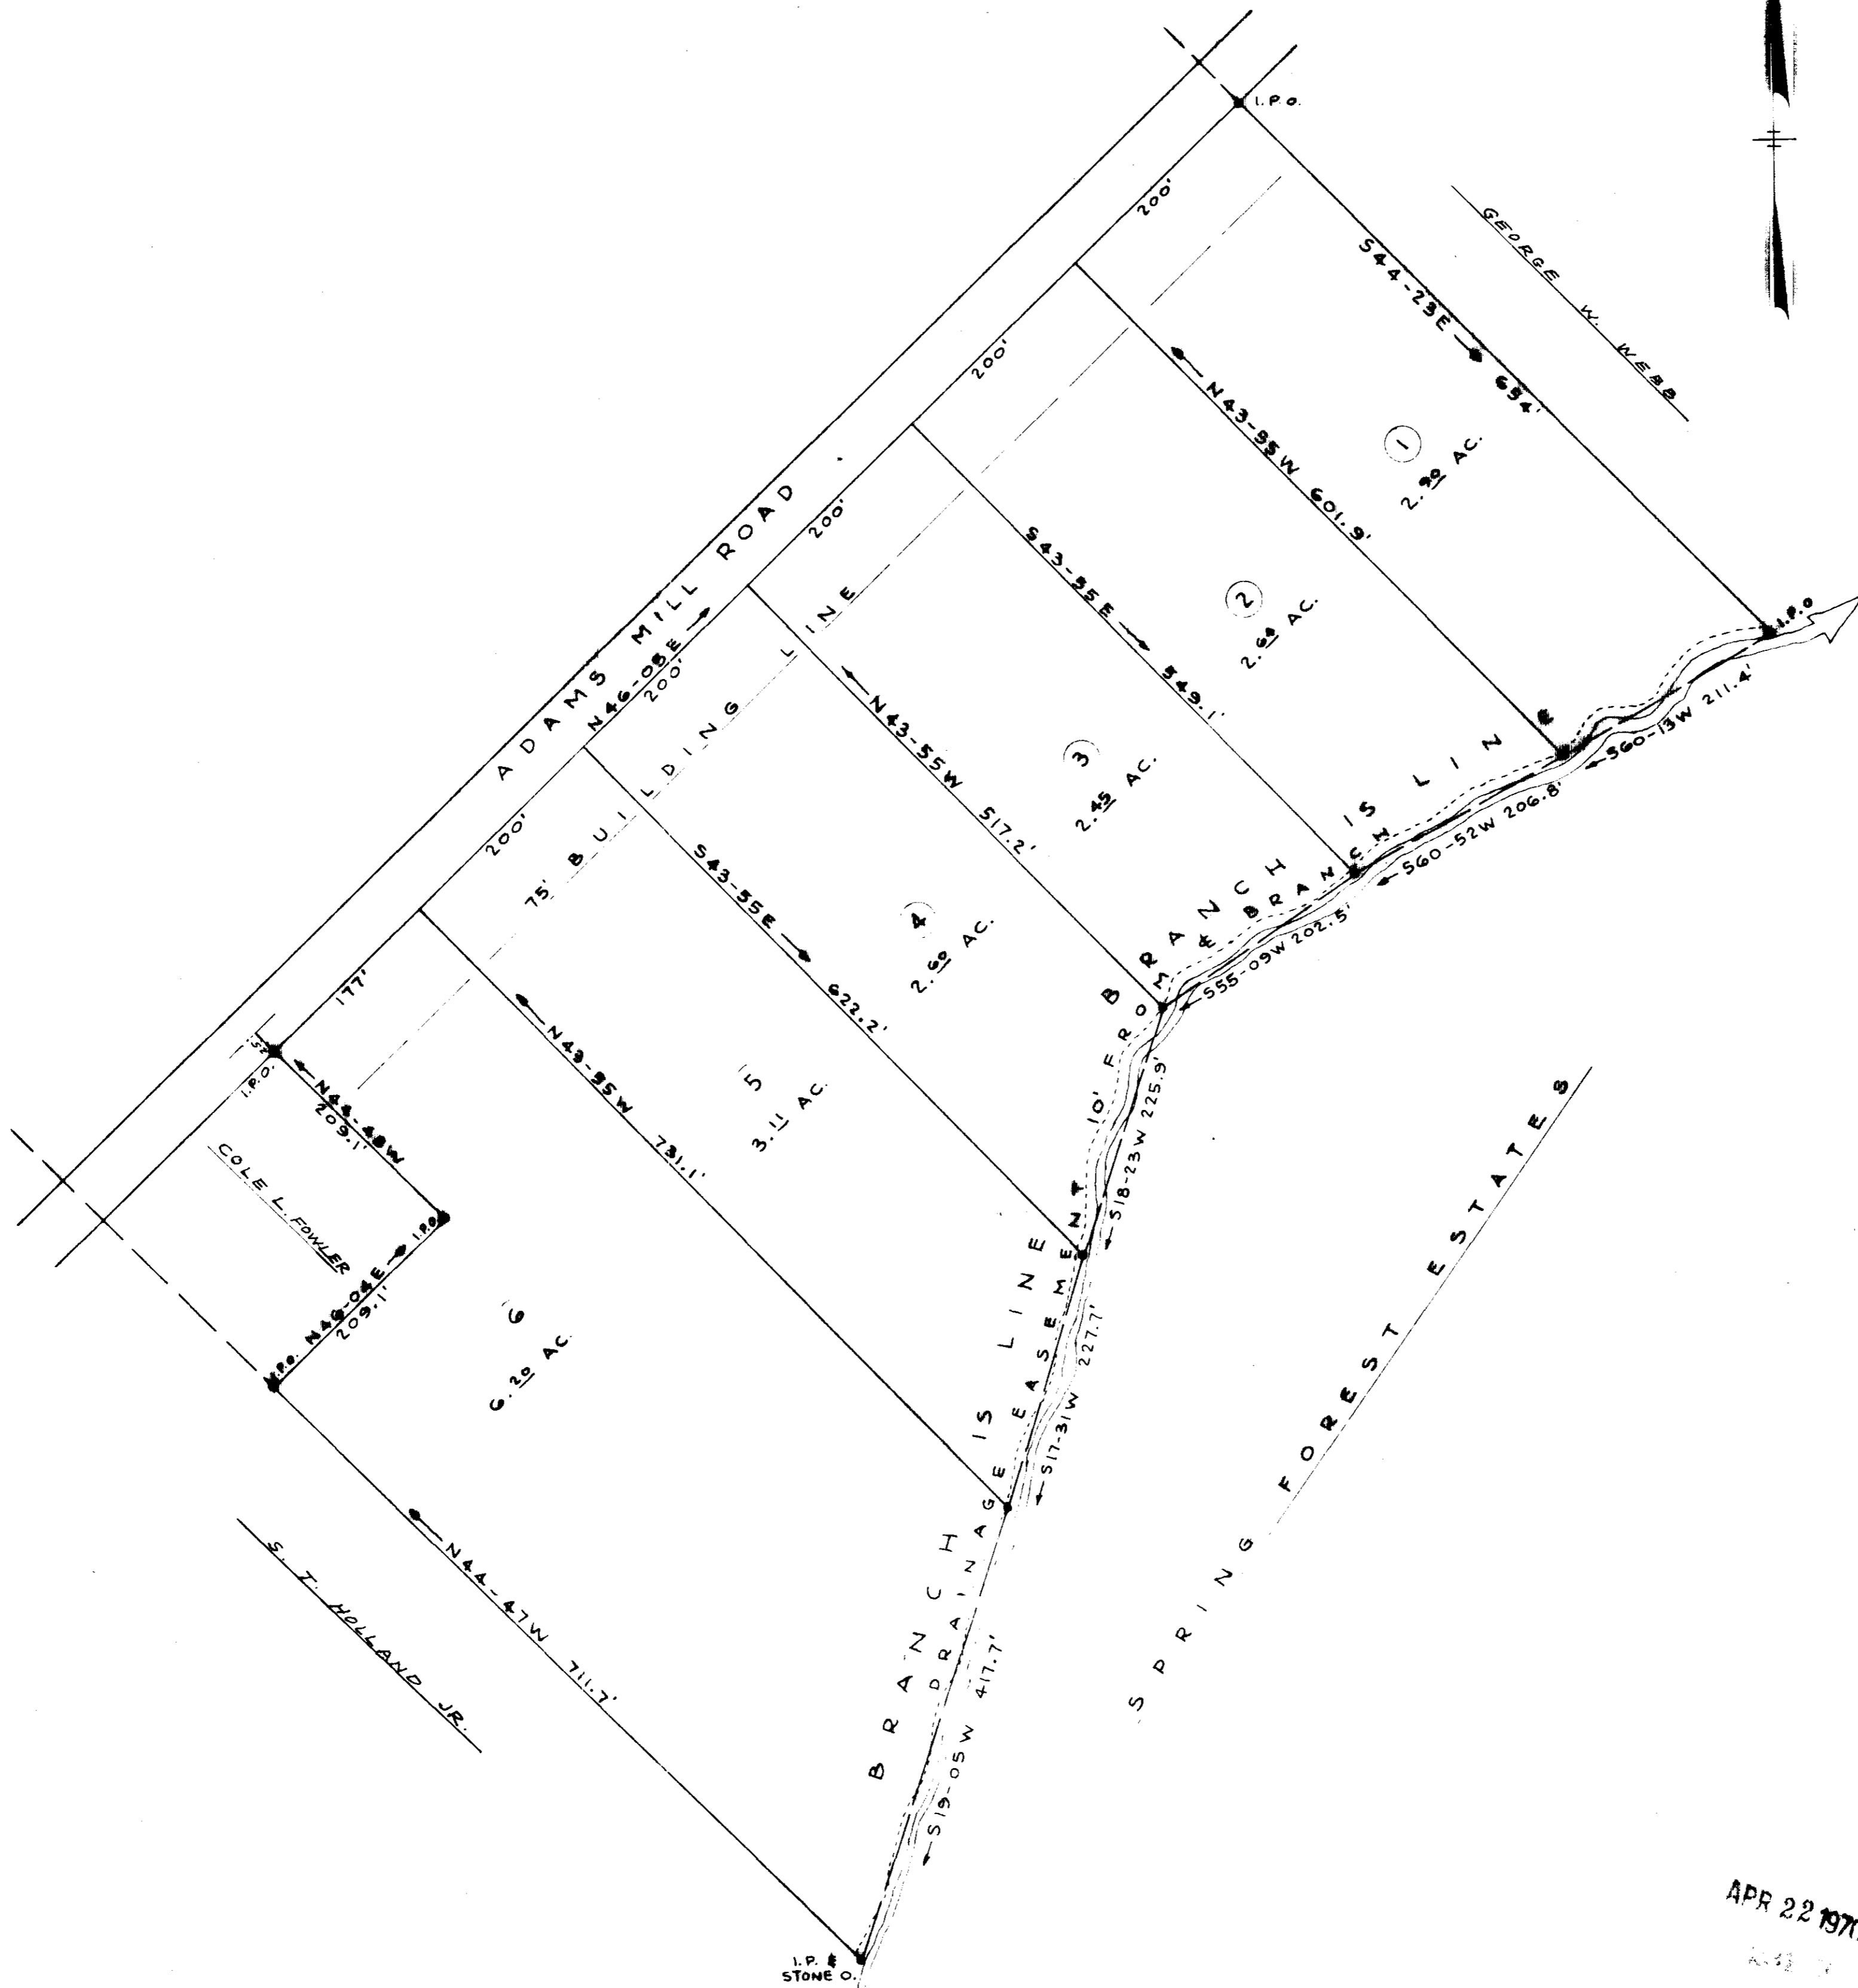 I.P.O.
200'
GEORGE W. WEBB
S44-23E 654'
200'
N43-55W 601.9'
1
2.90 AC.
ADAMS MILL ROAD
200'
S43-55E 549.1'
2
2.64 AC.
I.P.O
S60-13W 211.4'
N46-05E
200'
75' BUILDING LINE
N43-55W 517.2'
3
2.45 AC.
BRANCH IS LINE
S60-52W 206.8'
200'
S43-55E 622.2'
4
2.60 AC.
S55-09W 202.5'
177'
I.P.O.
N44-48W
209.1'
N43-55W 731.1'
5
3.11 AC.
S18-23W 225.9'
COLE L. FOWLER
I.P.O.
N46-04E
209.1'
I.P.O.
6
6.20 AC.
S17-31W 227.7'
BRANCH IS LINE
DRAINAGE EASEMENT 10' FROM ℄ BRANCH
SPRING FOREST ESTATES
S. T. HOLLAND JR.
N44-47W 711.7'
S19-05W 417.7'
I.P. &
STONE O.
APR 22